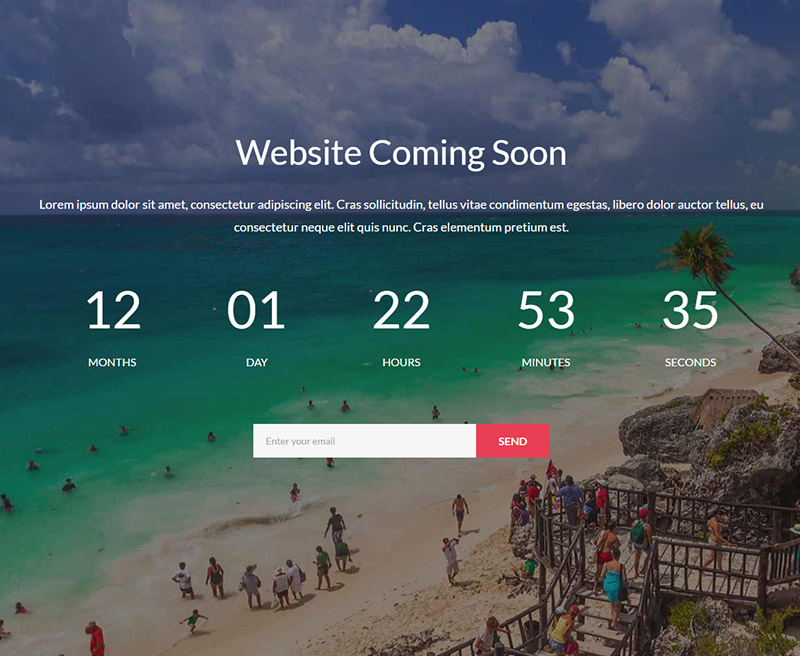 Website Coming Soon
Lorem ipsum dolor sit amet, consectetur adipiscing elit. Cras sollicitudin, tellus vitae condimentum egestas, libero dolor auctor tellus, eu
consectetur neque elit quis nunc. Cras elementum pretium est.
12 01 22 53 35
MONTHS DAY HOURS MINUTES SECONDS
Enter your email SEND